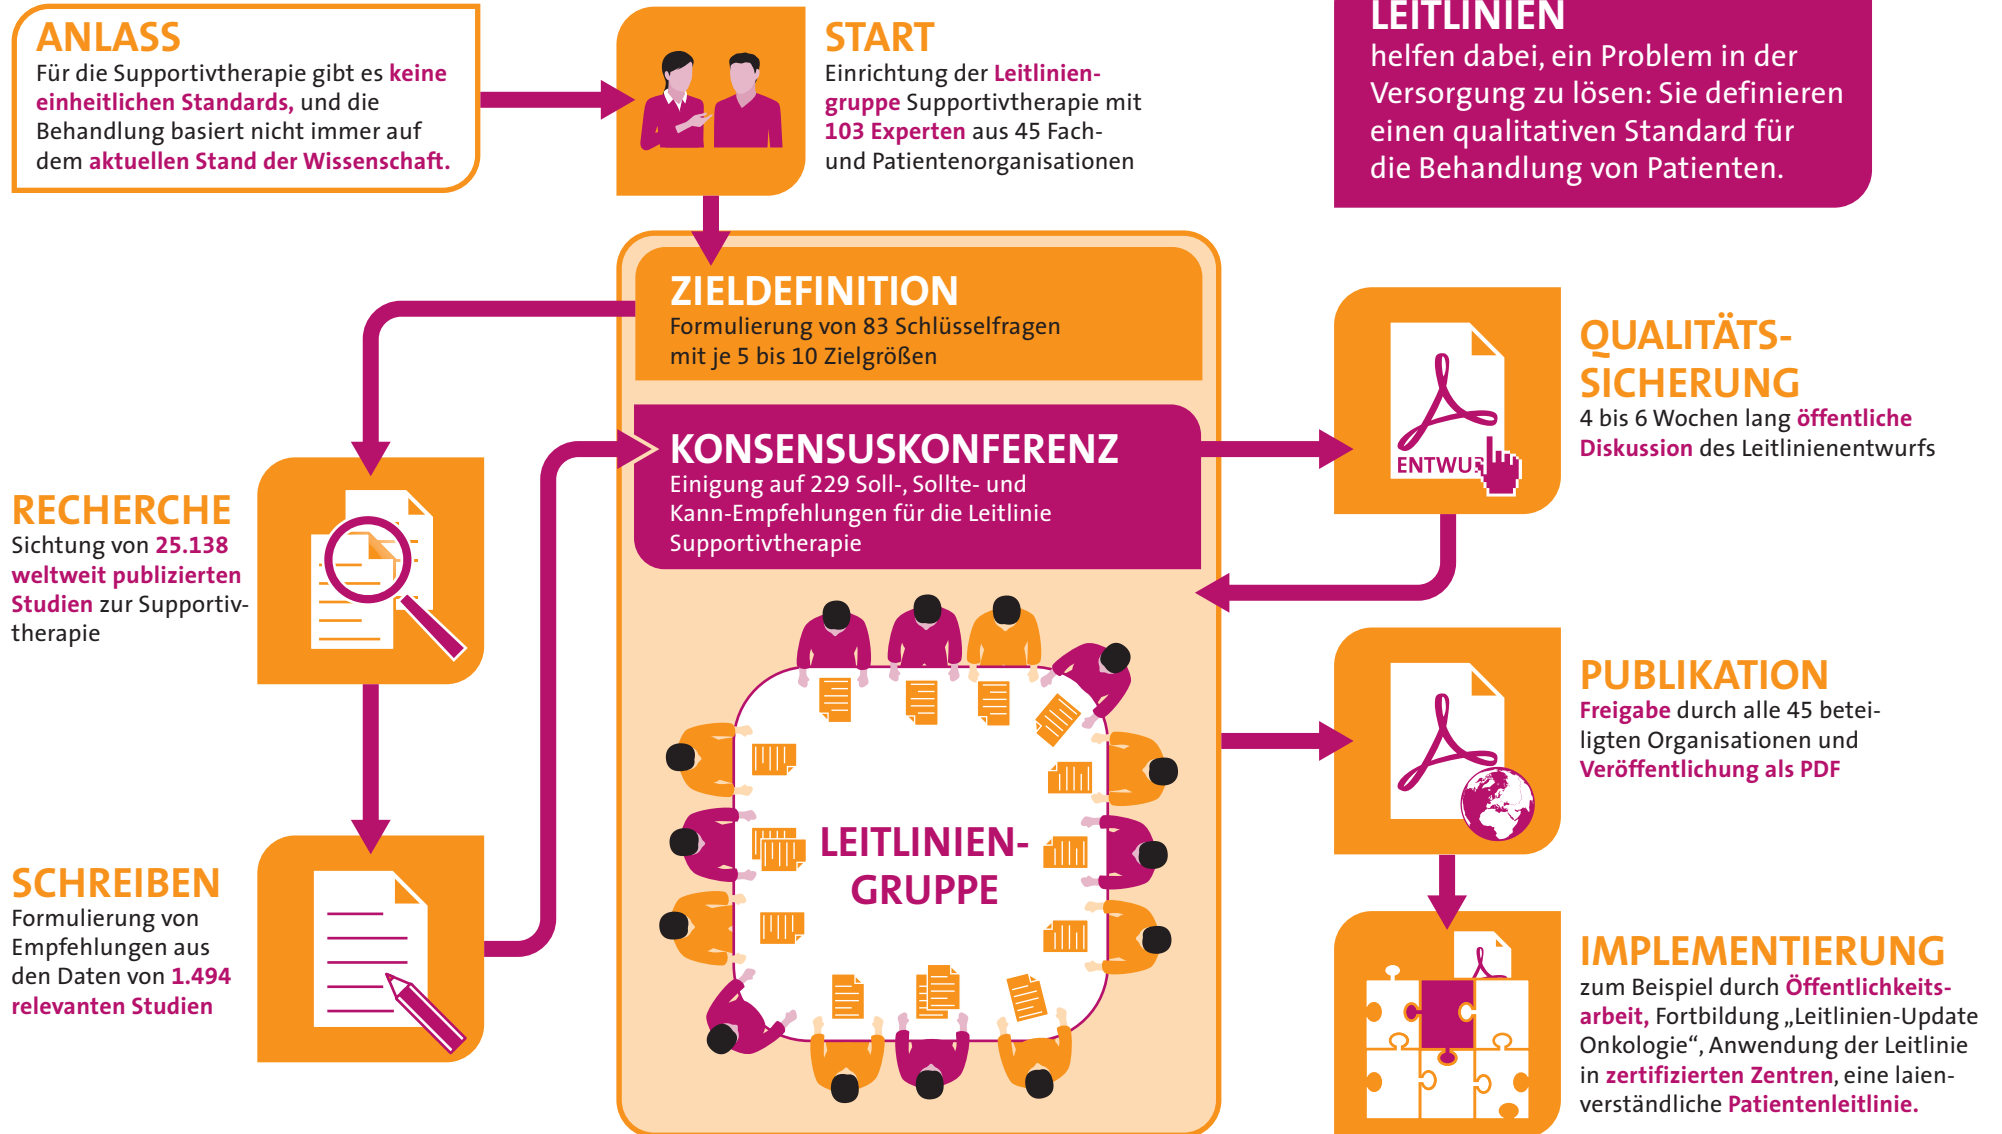 ANLASS
Für die Supportivtherapie gibt es keine
einheitlichen Standards, und die
Behandlung basiert nicht immer auf
dem aktuellen Stand der Wissenschaft.
START
Einrichtung der Leitlinien-
gruppe Supportivtherapie mit
103 Experten aus 45 Fach-
und Patientenorganisationen
LEITLINIEN
helfen dabei, ein Problem in der
Versorgung zu lösen: Sie definieren
einen qualitativen Standard für
die Behandlung von Patienten.
ZIELDEFINITION
Formulierung von 83 Schlüsselfragen
mit je 5 bis 10 Zielgrößen
RECHERCHE
Sichtung von 25.138
weltweit publizierten
Studien zur Supportiv-
therapie
SCHREIBEN
Formulierung von
Empfehlungen aus
den Daten von 1.494
relevanten Studien
KONSENSUSKONFERENZ
Einigung auf 229 Soll-, Sollte- und
Kann-Empfehlungen für die Leitlinie
Supportivtherapie
LEITLINIEN-
GRUPPE
ENTWUR
QUALITÄTS-
SICHERUNG
4 bis 6 Wochen lang öffentliche
Diskussion des Leitlinienentwurfs
PUBLIKATION
Freigabe durch alle 45 betei-
ligten Organisationen und
Veröffentlichung als PDF
IMPLEMENTIERUNG
zum Beispiel durch Öffentlichkeits-
arbeit, Fortbildung „Leitlinien-Update
Onkologie“, Anwendung der Leitlinie
in zertifizierten Zentren, eine laien-
verständliche Patientenleitlinie.